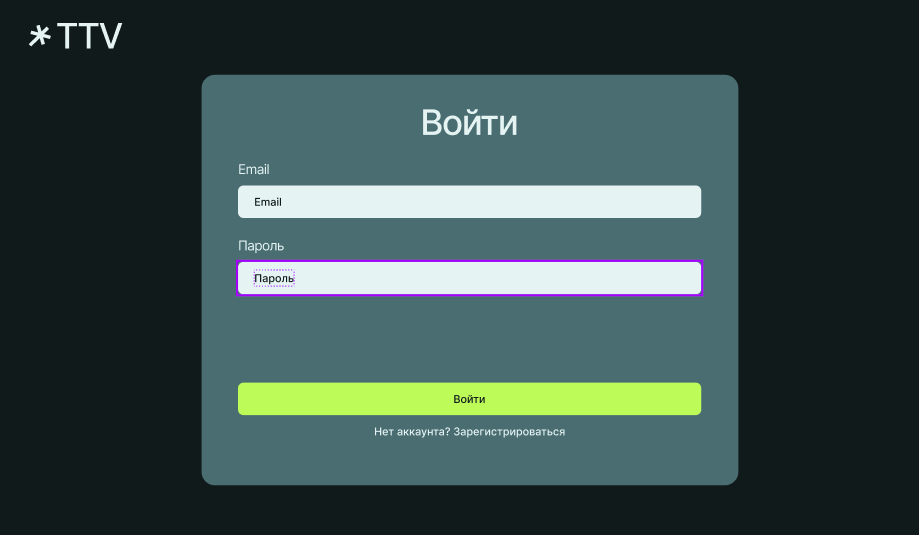 TTV
Войти
Email
Email
Пароль
Пароль
Войти
Нет аккаунта? Зарегистрироваться